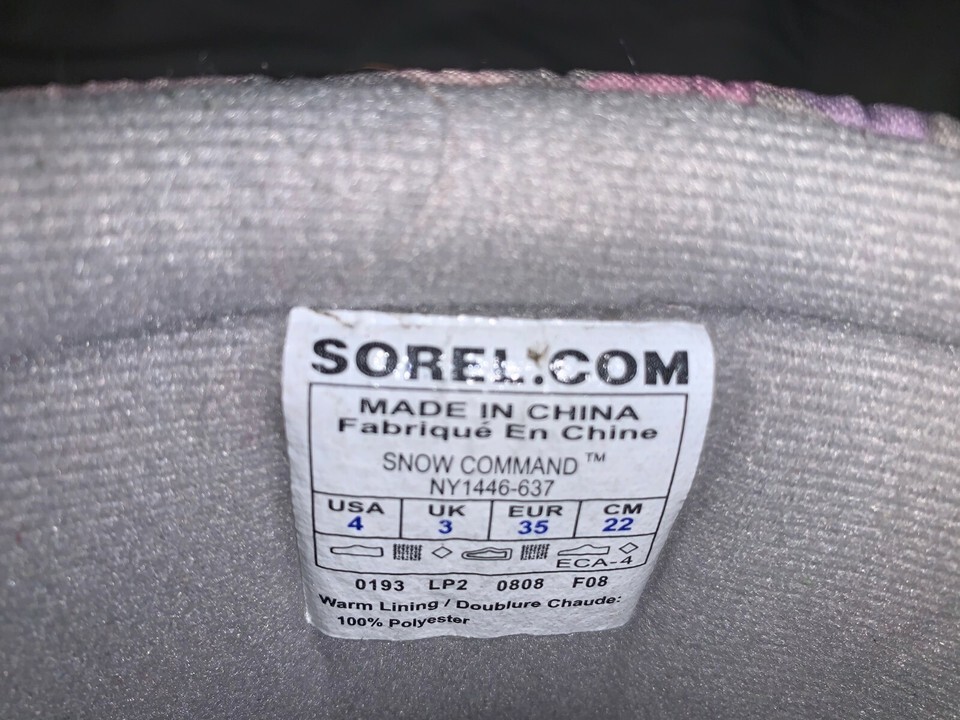 SOREL.COM
MADE IN CHINA
Fabriqué En Chine
SNOW COMMAND ™
NY1446-637
USA UK EUR CM
4 3 35 22
ECA-4
0193 LP2 0808 F08
Warm Lining / Doublure Chaude:
100% Polyester